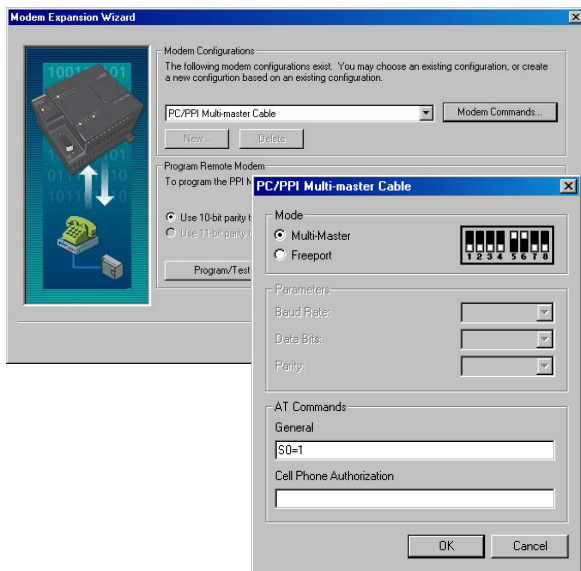 Modem Expansion Wizard
Modem Configurations
The following modem configurations exist. You may choose an existing configuration, or create
a new configurtion based on an existing configuration.
PC/PPI Multi-master Cable
Modem Commands...
New...
Delete
Program Remote Modem
To program the PPI M
Use 10-bit parity t
Use 11-bit parity t
Program/Test
PC/PPI Multi-master Cable
Mode
Multi-Master
Freeport
1 2 3 4 5 6 7 8
Parameters
Baud Rate:
Data Bits:
Parity:
AT Commands
General
S0=1
Cell Phone Authorization
OK
Cancel